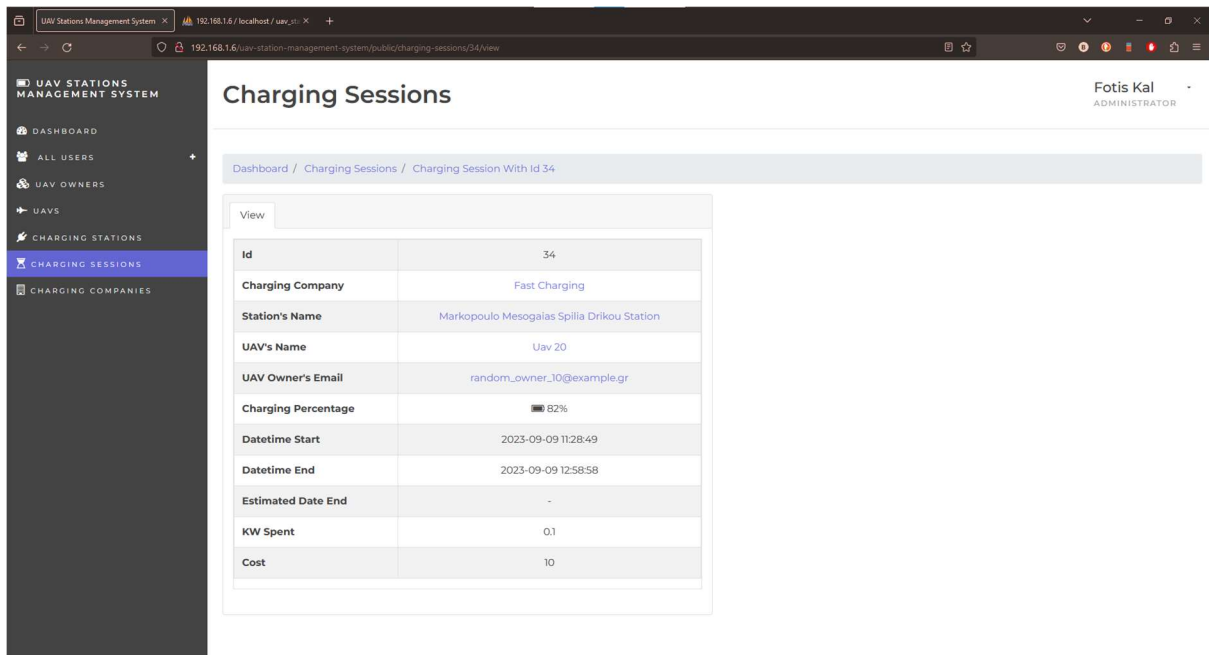 UAV Stations Management System
192.168.1.6 / localhost / uav_st
192.168.1.6/uav-station-management-system/public/charging-sessions/34/view
UAV STATIONS
MANAGEMENT SYSTEM
DASHBOARD
ALL USERS +
UAV OWNERS
UAVS
CHARGING STATIONS
CHARGING SESSIONS
CHARGING COMPANIES
Charging Sessions
Fotis Kal
ADMINISTRATOR
Dashboard / Charging Sessions / Charging Session With Id 34
View
Id 34
Charging Company Fast Charging
Station's Name Markopoulo Mesogaias Spilia Drikou Station
UAV's Name Uav 20
UAV Owner's Email random_owner_10@example.gr
Charging Percentage 82%
Datetime Start 2023-09-09 11:28:49
Datetime End 2023-09-09 12:58:58
Estimated Date End -
KW Spent 0.1
Cost 10